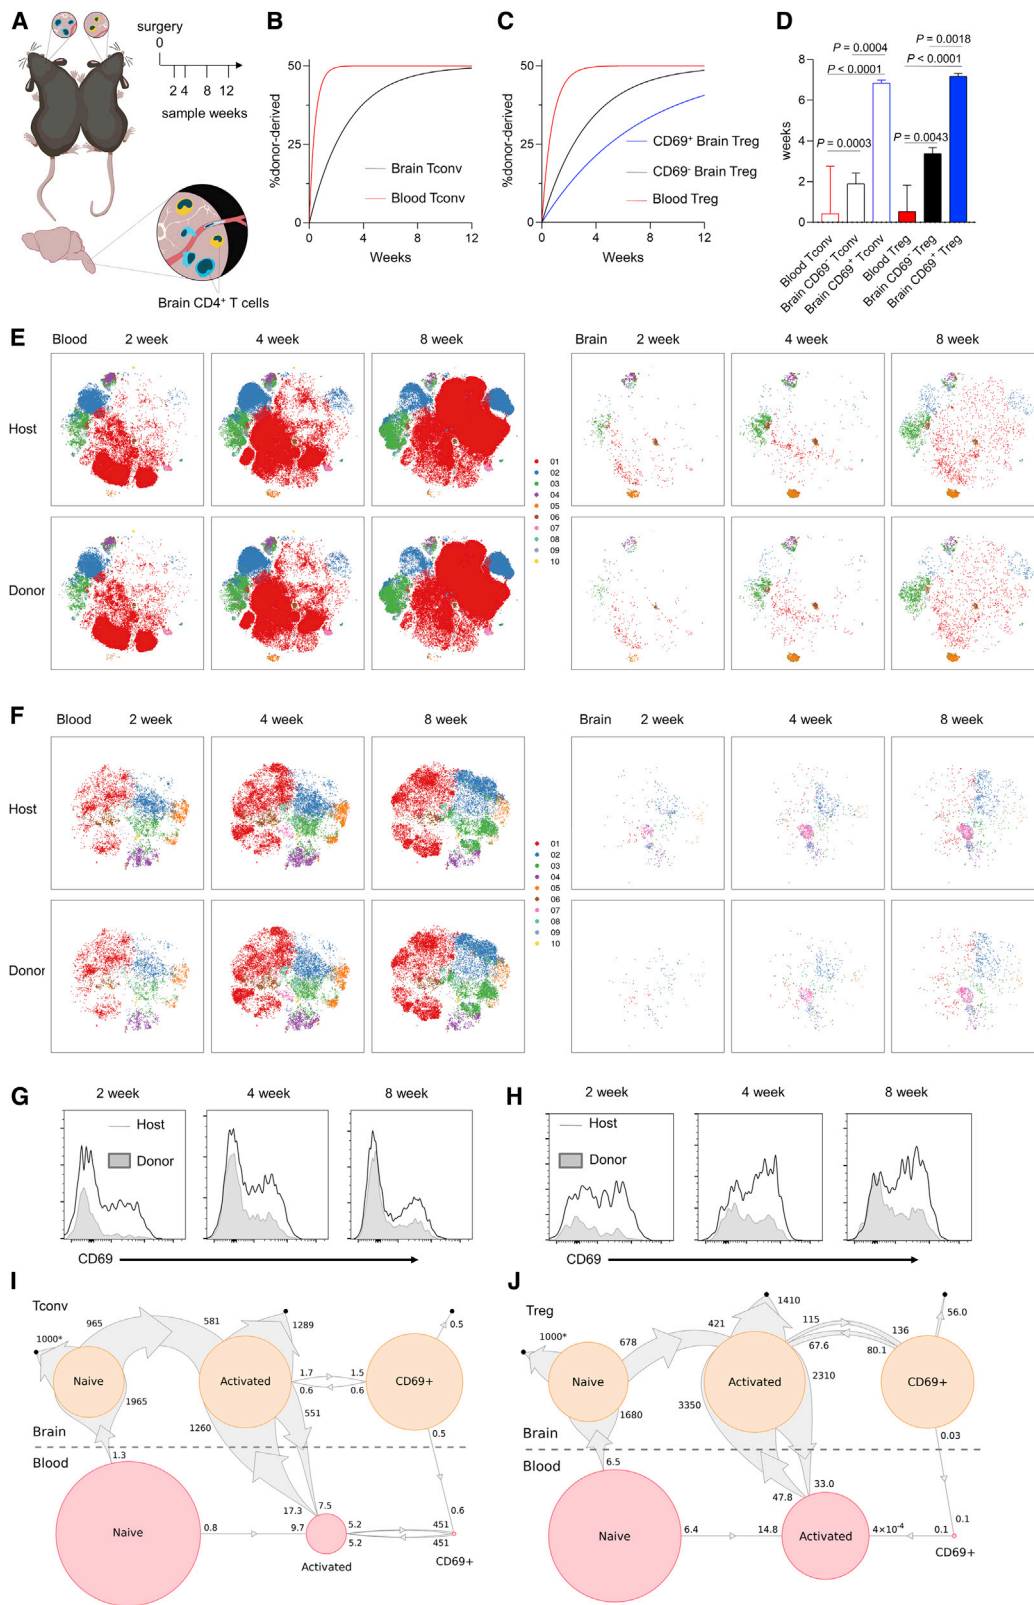 A
surgery
0
2 4 8 12
sample weeks
Brain CD4⁺ T cells
B
%donor-derived
50
25
0
0 4 8 12
Weeks
Brain Tconv
Blood Tconv
C
%donor-derived
50
25
0
0 4 8 12
Weeks
CD69⁺ Brain Treg
CD69⁻ Brain Treg
Blood Treg
D
P = 0.0018
P = 0.0004
P < 0.0001
P < 0.0001
P = 0.0043
P = 0.0003
weeks
8
6
4
2
0
Blood Tconv
Brain CD69⁻ Tconv
Brain CD69⁺ Tconv
Blood Treg
Brain CD69⁻ Treg
Brain CD69⁺ Treg
E
Blood 2 week 4 week 8 week
Brain 2 week 4 week 8 week
Host
Donor
01
02
03
04
05
06
07
08
09
10
F
Blood 2 week 4 week 8 week
Brain 2 week 4 week 8 week
Host
Donor
01
02
03
04
05
06
07
08
09
10
G
2 week 4 week 8 week
Host
Donor
CD69
H
2 week 4 week 8 week
Host
Donor
CD69
I
Tconv
1000*
965
581
1289
0.5
Naive
Activated
CD69+
1.7
1.5
0.6
0.6
1965
1260
551
0.5
Brain
Blood
1.3
17.3
7.5
0.6
Naive
0.8
9.7
5.2
451
5.2
451
Activated
CD69+
J
Treg
1000*
678
421
1410
115
136
56.0
67.6
80.1
Naive
Activated
CD69+
1680
3350
2310
0.03
Brain
Blood
6.5
47.8
33.0
0.1
Naive
6.4
14.8
Activated
4×10⁻⁴
0.1
CD69+